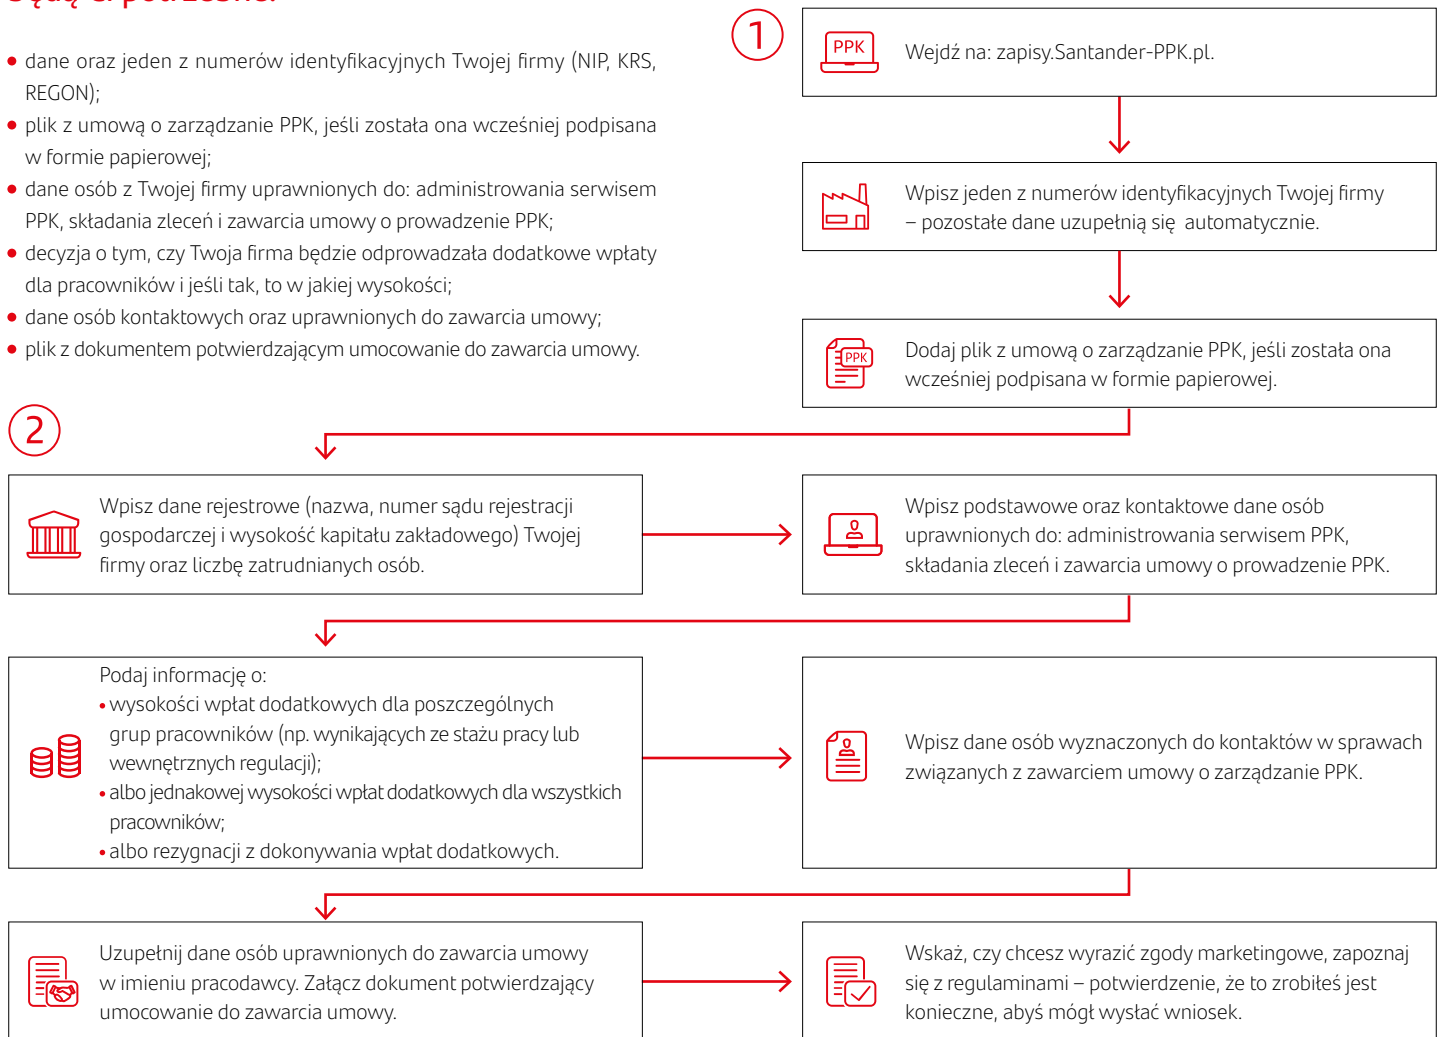 będą Ci potrzebne:
• dane oraz jeden z numerów identyfikacyjnych Twojej firmy (NIP, KRS,
REGON);
• plik z umową o zarządzanie PPK, jeśli została ona wcześniej podpisana
w formie papierowej;
• dane osób z Twojej firmy uprawnionych do: administrowania serwisem
PPK, składania zleceń i zawarcia umowy o prowadzenie PPK;
• decyzja o tym, czy Twoja firma będzie odprowadzała dodatkowe wpłaty
dla pracowników i jeśli tak, to w jakiej wysokości;
• dane osób kontaktowych oraz uprawnionych do zawarcia umowy;
• plik z dokumentem potwierdzającym umocowanie do zawarcia umowy.
1
PPK
Wejdź na: zapisy.Santander-PPK.pl.
Wpisz jeden z numerów identyfikacyjnych Twojej firmy
– pozostałe dane uzupełnią się automatycznie.
PPK
Dodaj plik z umową o zarządzanie PPK, jeśli została ona
wcześniej podpisana w formie papierowej.
2
Wpisz dane rejestrowe (nazwa, numer sądu rejestracji
gospodarczej i wysokość kapitału zakładowego) Twojej
firmy oraz liczbę zatrudnianych osób.
Wpisz podstawowe oraz kontaktowe dane osób
uprawnionych do: administrowania serwisem PPK,
składania zleceń i zawarcia umowy o prowadzenie PPK.
Podaj informację o:
• wysokości wpłat dodatkowych dla poszczególnych
grup pracowników (np. wynikających ze stażu pracy lub
wewnętrznych regulacji);
• albo jednakowej wysokości wpłat dodatkowych dla wszystkich
pracowników;
• albo rezygnacji z dokonywania wpłat dodatkowych.
Wpisz dane osób wyznaczonych do kontaktów w sprawach
związanych z zawarciem umowy o zarządzanie PPK.
Uzupełnij dane osób uprawnionych do zawarcia umowy
w imieniu pracodawcy. Załącz dokument potwierdzający
umocowanie do zawarcia umowy.
Wskaż, czy chcesz wyrazić zgody marketingowe, zapoznaj
się z regulaminami – potwierdzenie, że to zrobiłeś jest
konieczne, abyś mógł wysłać wniosek.